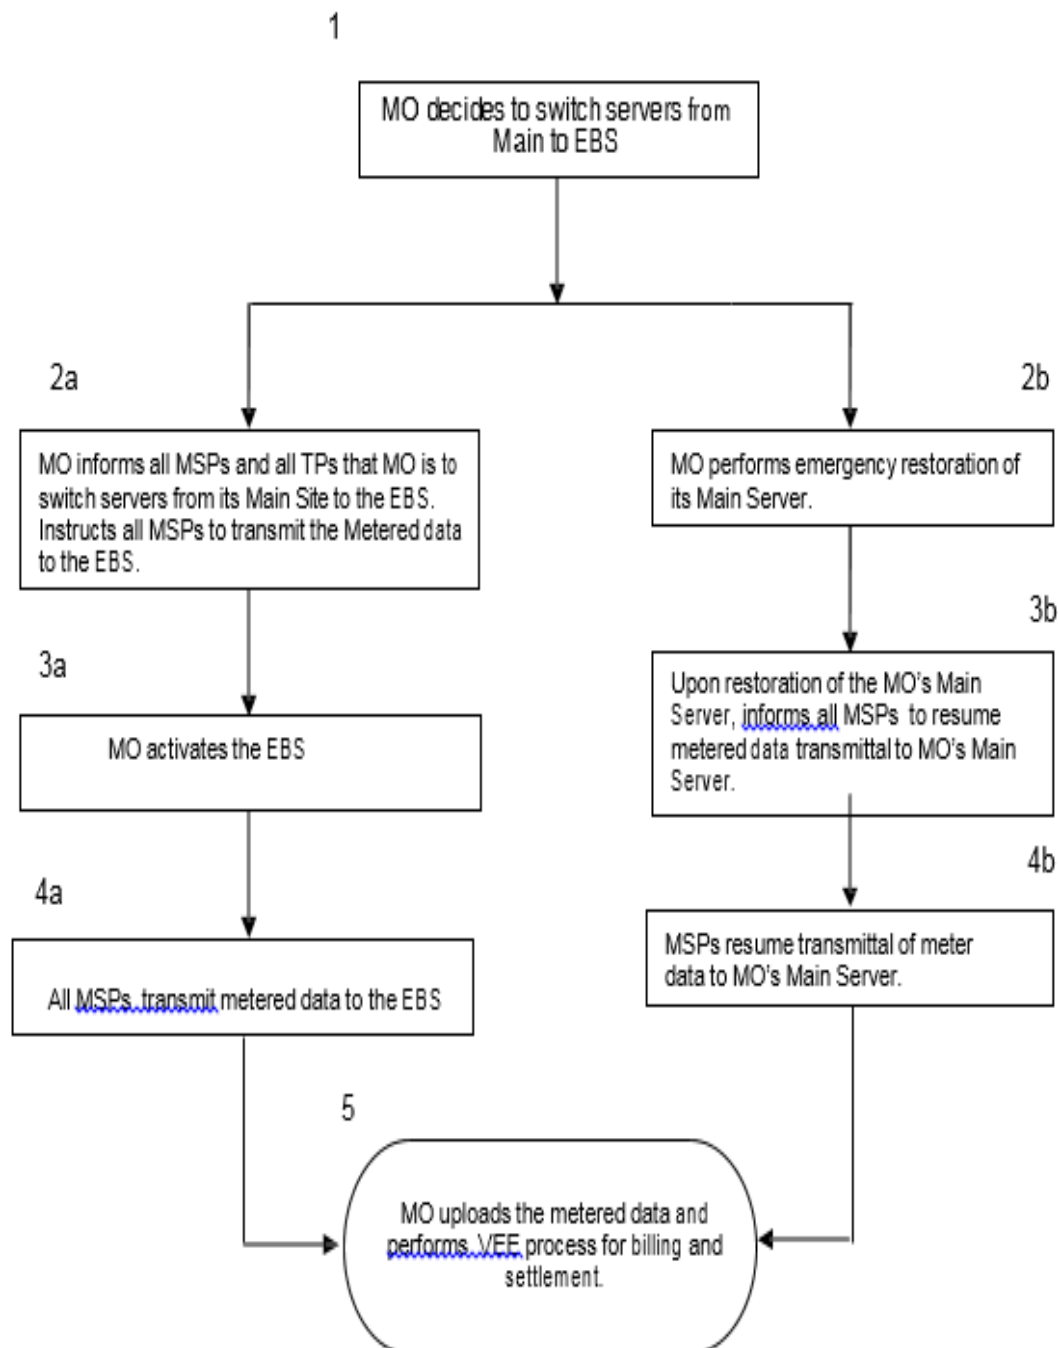 1
MO decides to switch servers from
Main to EBS
2a
2b
MO informs all MSPs and all TPs that MO is to
switch servers from its Main Site to the EBS.
Instructs all MSPs to transmit the Metered data
to the EBS.
MO performs emergency restoration of
its Main Server.
3a
3b
MO activates the EBS
Upon restoration of the MO's Main
Server, informs all MSPs to resume
metered data transmittal to MO's Main
Server.
4a
4b
All MSPs transmit metered data to the EBS
MSPs resume transmittal of meter
data to MO's Main Server.
5
MO uploads the metered data and
performs VEE process for billing and
settlement.